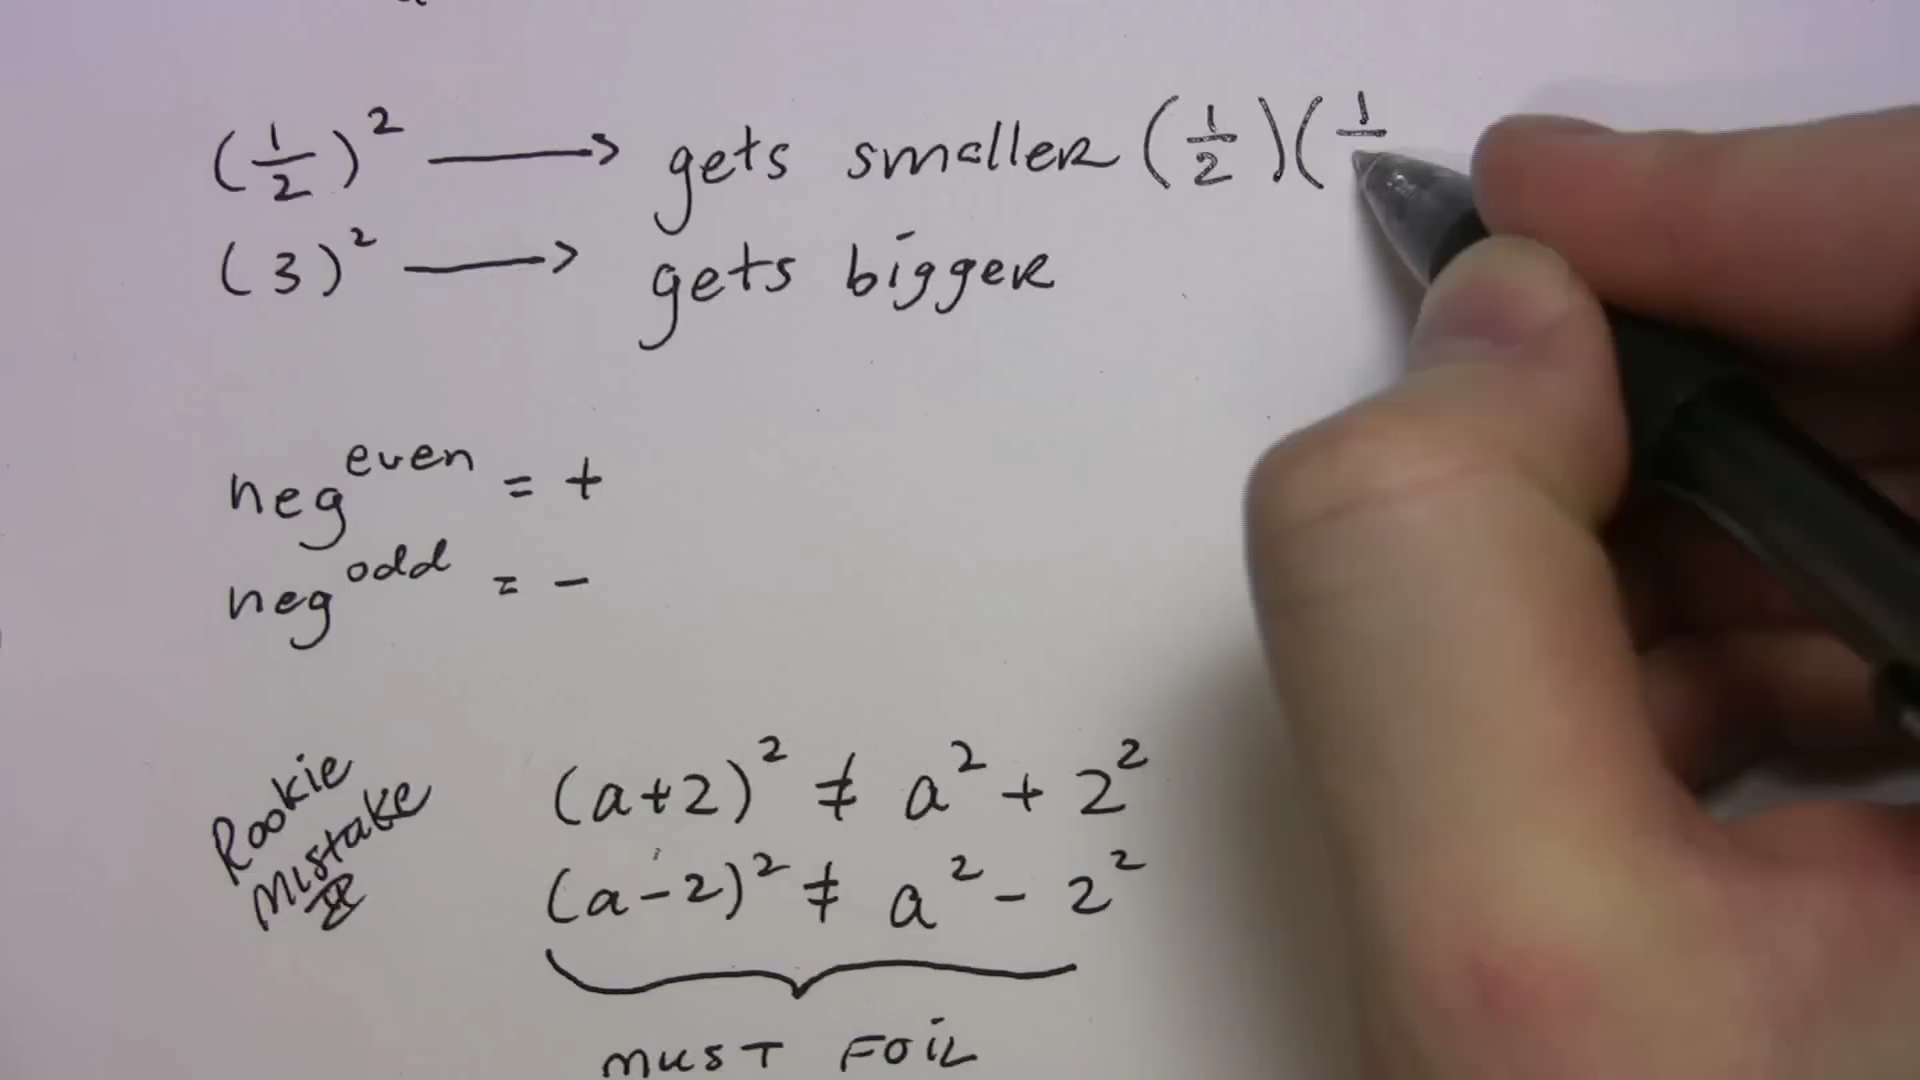 (1/2)² → gets smaller (1/2)(1/
(3)² → gets bigger
neg^even = +
neg^odd = -
Rookie
Mistake
(a+2)² ≠ a² + 2²
(a-2)² ≠ a² - 2²
MUST FOIL